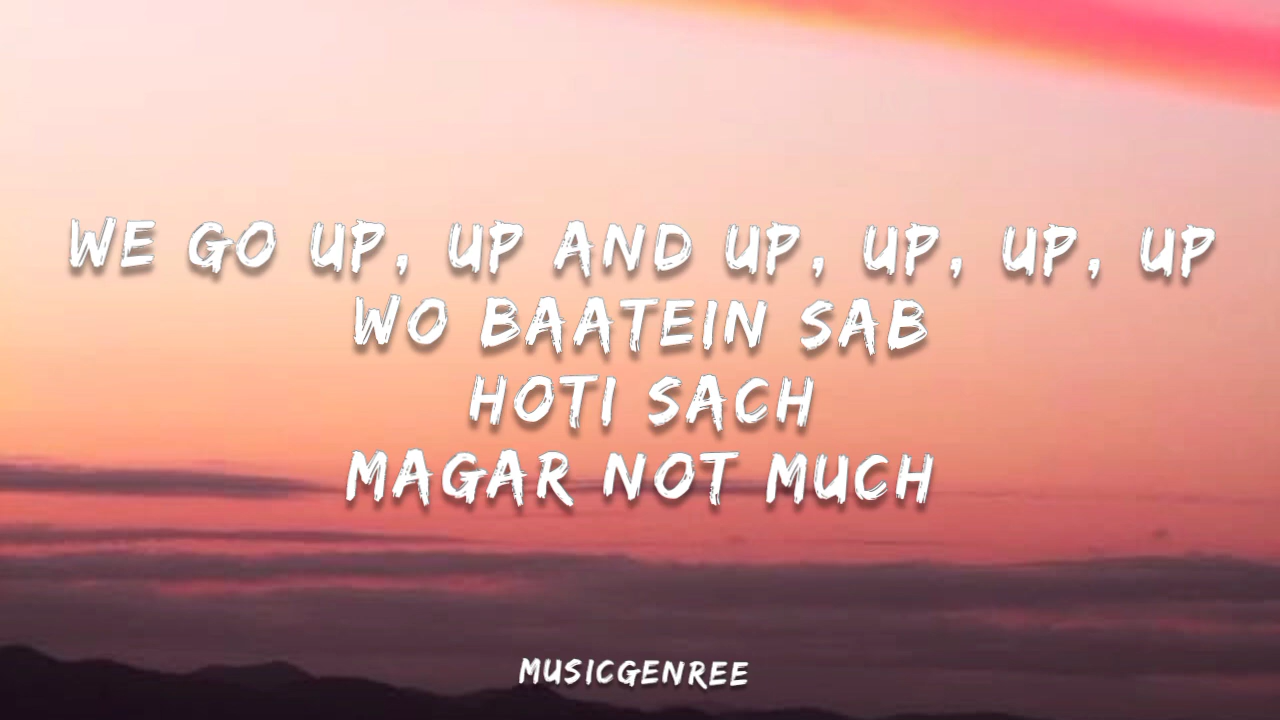 WE GO UP, UP AND UP, UP, UP, UP
WO BAATEIN SAB
HOTI SACH
MAGAR NOT MUCH
MUSICGENREE